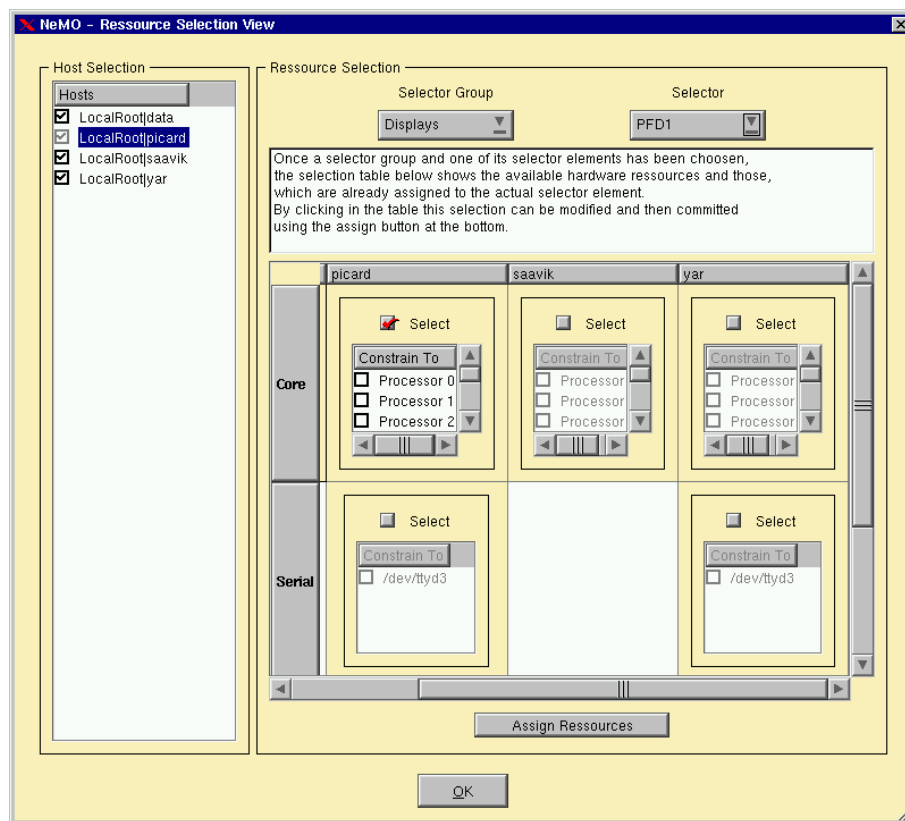 NeMO - Ressource Selection View
Host Selection
Hosts
LocalRoot|data
LocalRoot|picard
LocalRoot|saavik
LocalRoot|yar
Ressource Selection
Selector Group
Selector
Displays
PFD1
Once a selector group and one of its selector elements has been choosen,
the selection table below shows the available hardware ressources and those,
which are already assigned to the actual selector element.
By clicking in the table this selection can be modified and then committed
using the assign button at the bottom.
picard
saavik
yar
Core
Select
Constrain To
Processor 0
Processor 1
Processor 2
Select
Constrain To
Processor
Processor
Processor
Select
Constrain To
Processor
Processor
Processor
Serial
Select
Constrain To
/dev/ttyd3
Select
Constrain To
/dev/ttyd3
Assign Ressources
OK